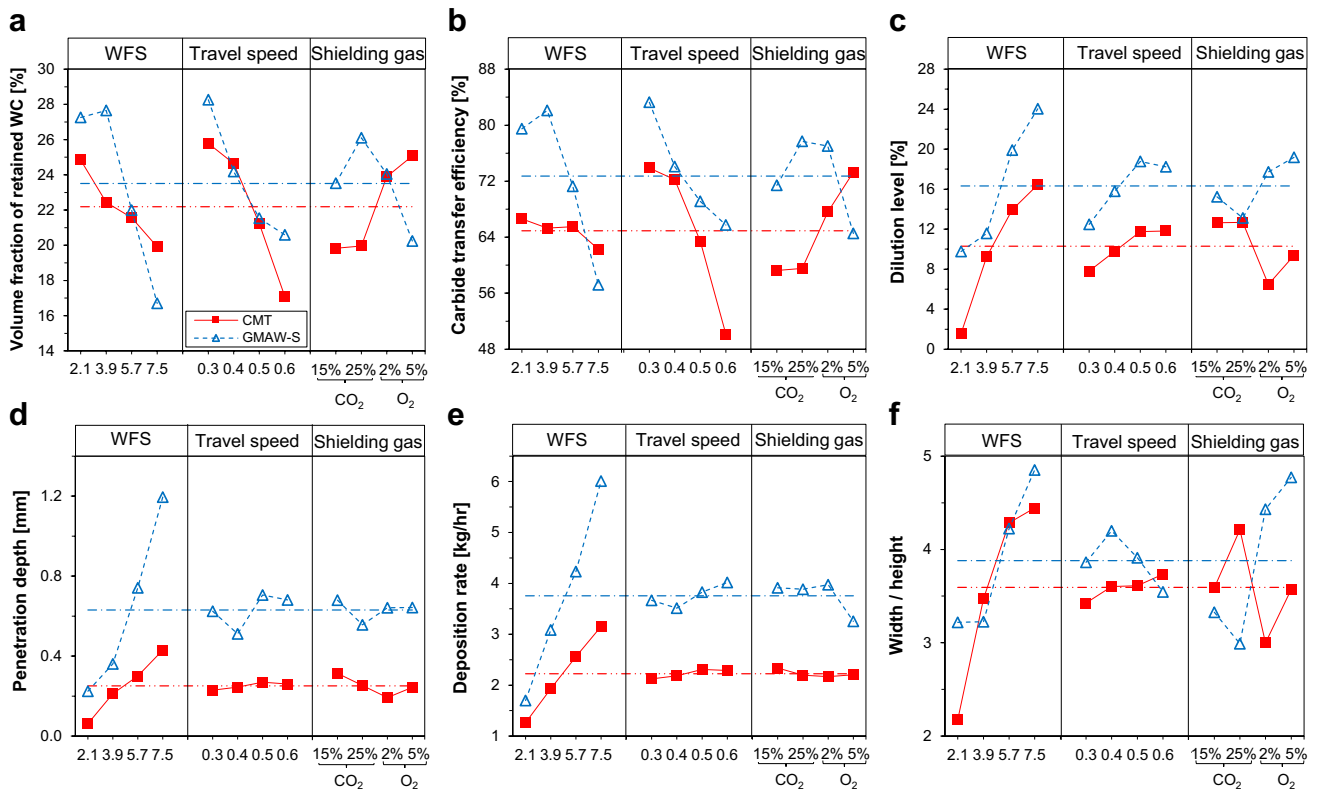 a
WFS Travel speed Shielding gas
Volume fraction of retained WC [%]
30
28
26
24
22
20
18
16
14
CMT
GMAW-S
2.1 3.9 5.7 7.5 0.3 0.4 0.5 0.6 15% 25% 2% 5%
CO2 O2
b
WFS Travel speed Shielding gas
Carbide transfer efficiency [%]
88
80
72
64
56
48
2.1 3.9 5.7 7.5 0.3 0.4 0.5 0.6 15% 25% 2% 5%
CO2 O2
c
WFS Travel speed Shielding gas
Dilution level [%]
28
24
20
16
12
8
4
0
2.1 3.9 5.7 7.5 0.3 0.4 0.5 0.6 15% 25% 2% 5%
CO2 O2
d
WFS Travel speed Shielding gas
Penetration depth [mm]
1.2
0.8
0.4
0.0
2.1 3.9 5.7 7.5 0.3 0.4 0.5 0.6 15% 25% 2% 5%
CO2 O2
e
WFS Travel speed Shielding gas
Deposition rate [kg/hr]
6
5
4
3
2
1
2.1 3.9 5.7 7.5 0.3 0.4 0.5 0.6 15% 25% 2% 5%
CO2 O2
f
WFS Travel speed Shielding gas
Width / height
5
4
3
2
2.1 3.9 5.7 7.5 0.3 0.4 0.5 0.6 15% 25% 2% 5%
CO2 O2